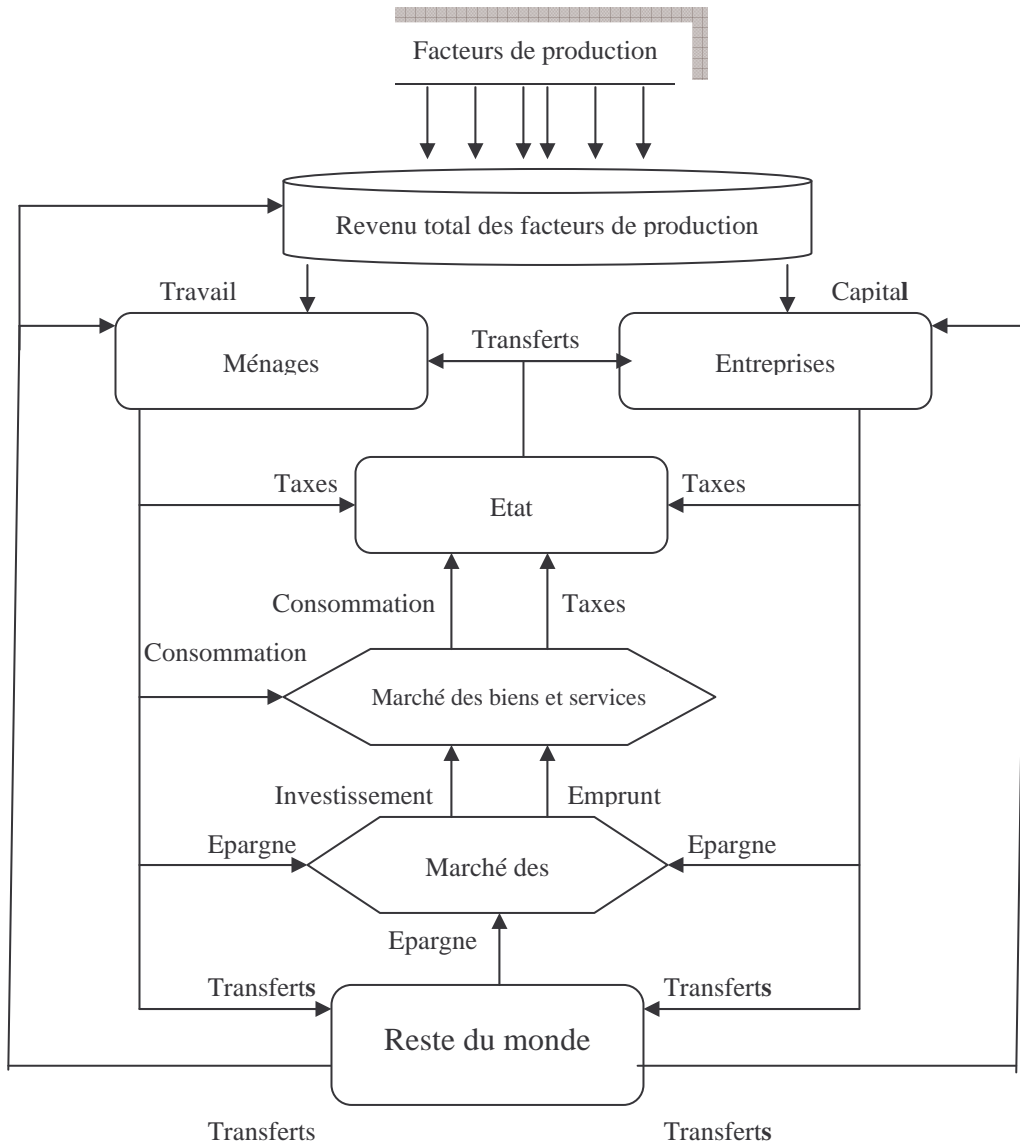 Facteurs de production
Revenu total des facteurs de production
Travail
Capital
Ménages
Transferts
Entreprises
Taxes
Taxes
Etat
Consommation
Taxes
Consommation
Marché des biens et services
Investissement
Emprunt
Epargne
Epargne
Marché des
Epargne
Transferts
Transferts
Reste du monde
Transferts
Transferts